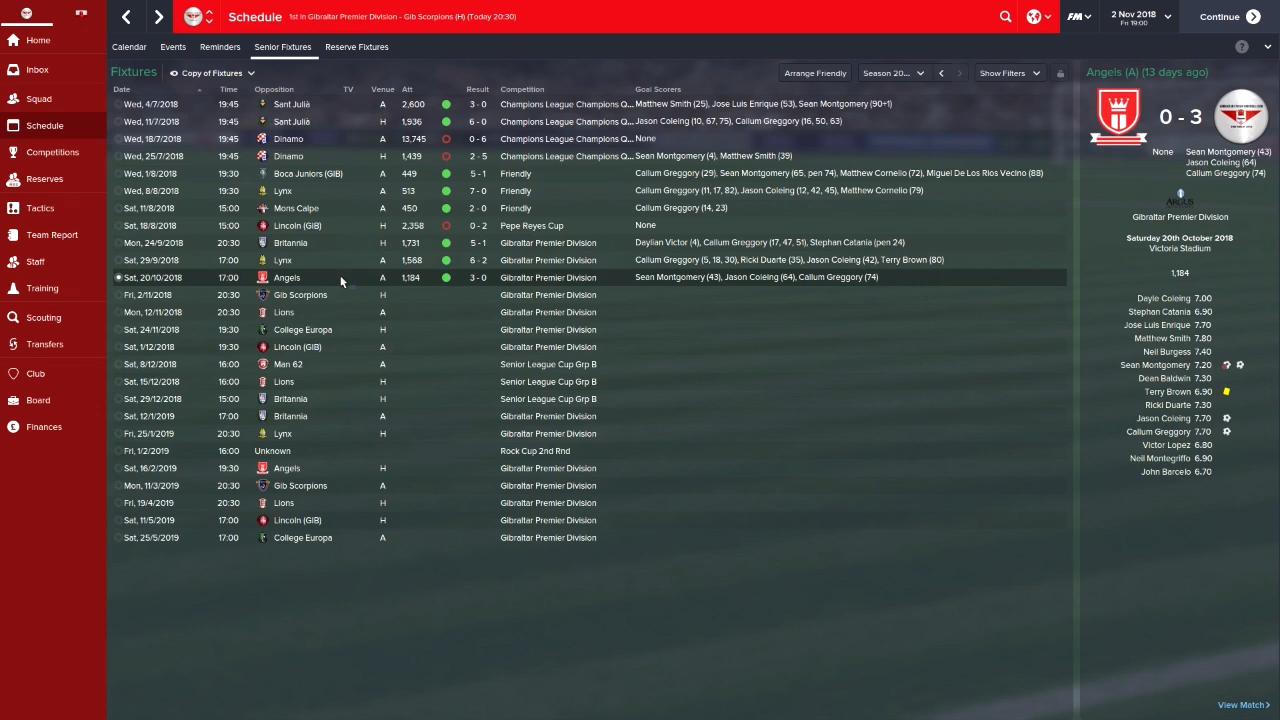 Schedule 1st in Gibraltar Premier Division - Gib Scorpions (H) (Today 20:30) FM 2 Nov 2018 Fri 19:00 Continue
Home
Inbox
Squad
Schedule
Competitions
Reserves
Tactics
Team Report
Staff
Training
Scouting
Transfers
Club
Board
Finances
Calendar Events Reminders Senior Fixtures Reserve Fixtures ?
Fixtures Copy of Fixtures Arrange Friendly Season 20... Show Filters
Date Time Opposition TV Venue Att Result Competition Goal Scorers
Wed, 4/7/2018 19:45 Sant Julià A 2,600 3 - 0 Champions League Champions Q... Matthew Smith (25), Jose Luis Enrique (53), Sean Montgomery (90+1)
Wed, 11/7/2018 19:45 Sant Julià H 1,936 6 - 0 Champions League Champions Q... Jason Coleing (10, 67, 75), Callum Greggory (16, 50, 63)
Wed, 18/7/2018 19:45 Dinamo A 13,745 0 - 6 Champions League Champions Q... None
Wed, 25/7/2018 19:45 Dinamo H 1,439 2 - 5 Champions League Champions Q... Sean Montgomery (4), Matthew Smith (39)
Wed, 1/8/2018 19:30 Boca Juniors (GIB) A 449 5 - 1 Friendly Callum Greggory (29), Sean Montgomery (65, pen 74), Matthew Cornelio (72), Miguel De Los Rios Vecino (88)
Wed, 8/8/2018 19:30 Lynx A 513 7 - 0 Friendly Callum Greggory (11, 17, 82), Jason Coleing (12, 42, 45), Matthew Cornelio (79)
Sat, 11/8/2018 15:00 Mons Calpe A 450 2 - 0 Friendly Callum Greggory (14, 23)
Sat, 18/8/2018 15:00 Lincoln (GIB) H 2,358 0 - 2 Pepe Reyes Cup None
Mon, 24/9/2018 20:30 Britannia H 1,731 5 - 1 Gibraltar Premier Division Daylian Victor (4), Callum Greggory (17, 47, 51), Stephan Catania (pen 24)
Sat, 29/9/2018 17:00 Lynx A 1,568 6 - 2 Gibraltar Premier Division Callum Greggory (5, 18, 30), Ricki Duarte (35), Jason Coleing (42), Terry Brown (80)
Sat, 20/10/2018 17:00 Angels A 1,184 3 - 0 Gibraltar Premier Division Sean Montgomery (43), Jason Coleing (64), Callum Greggory (74)
Fri, 2/11/2018 20:30 Gib Scorpions H Gibraltar Premier Division
Mon, 12/11/2018 20:30 Lions A Gibraltar Premier Division
Sat, 24/11/2018 19:30 College Europa H Gibraltar Premier Division
Sat, 1/12/2018 19:30 Lincoln (GIB) A Gibraltar Premier Division
Sat, 8/12/2018 16:00 Man 62 A Senior League Cup Grp B
Sat, 15/12/2018 16:00 Lions H Senior League Cup Grp B
Sat, 29/12/2018 15:00 Britannia H Senior League Cup Grp B
Sat, 12/1/2019 17:00 Britannia A Gibraltar Premier Division
Fri, 25/1/2019 20:30 Lynx H Gibraltar Premier Division
Fri, 1/2/2019 16:00 Unknown Rock Cup 2nd Rnd
Sat, 16/2/2019 19:30 Angels H Gibraltar Premier Division
Mon, 11/3/2019 20:30 Gib Scorpions A Gibraltar Premier Division
Fri, 19/4/2019 20:30 Lions H Gibraltar Premier Division
Sat, 11/5/2019 17:00 Lincoln (GIB) H Gibraltar Premier Division
Sat, 25/5/2019 17:00 College Europa A Gibraltar Premier Division
Angels (A) (13 days ago)
0 - 3
None Sean Montgomery (43)
Jason Coleing (64)
Callum Greggory (74)
ARGUS
Gibraltar Premier Division
Saturday 20th October 2018
Victoria Stadium
1,184
Dayle Coleing 7.00
Stephan Catania 6.90
Jose Luis Enrique 7.70
Matthew Smith 7.80
Neil Burgess 7.40
Sean Montgomery 7.20
Dean Baldwin 7.30
Terry Brown 6.90
Ricki Duarte 7.30
Jason Coleing 7.70
Callum Greggory 7.70
Victor Lopez 6.80
Neil Montegriffo 6.90
John Barcelo 6.70
View Match